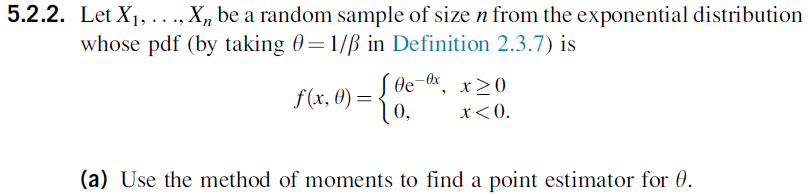 5.2.2. Let X₁, . . ., Xₙ be a random sample of size n from the exponential distribution
whose pdf (by taking θ = 1/β in Definition 2.3.7) is
f(x, θ) = { θe^{−θx}, x ≥ 0
0, x < 0.
(a) Use the method of moments to find a point estimator for θ.